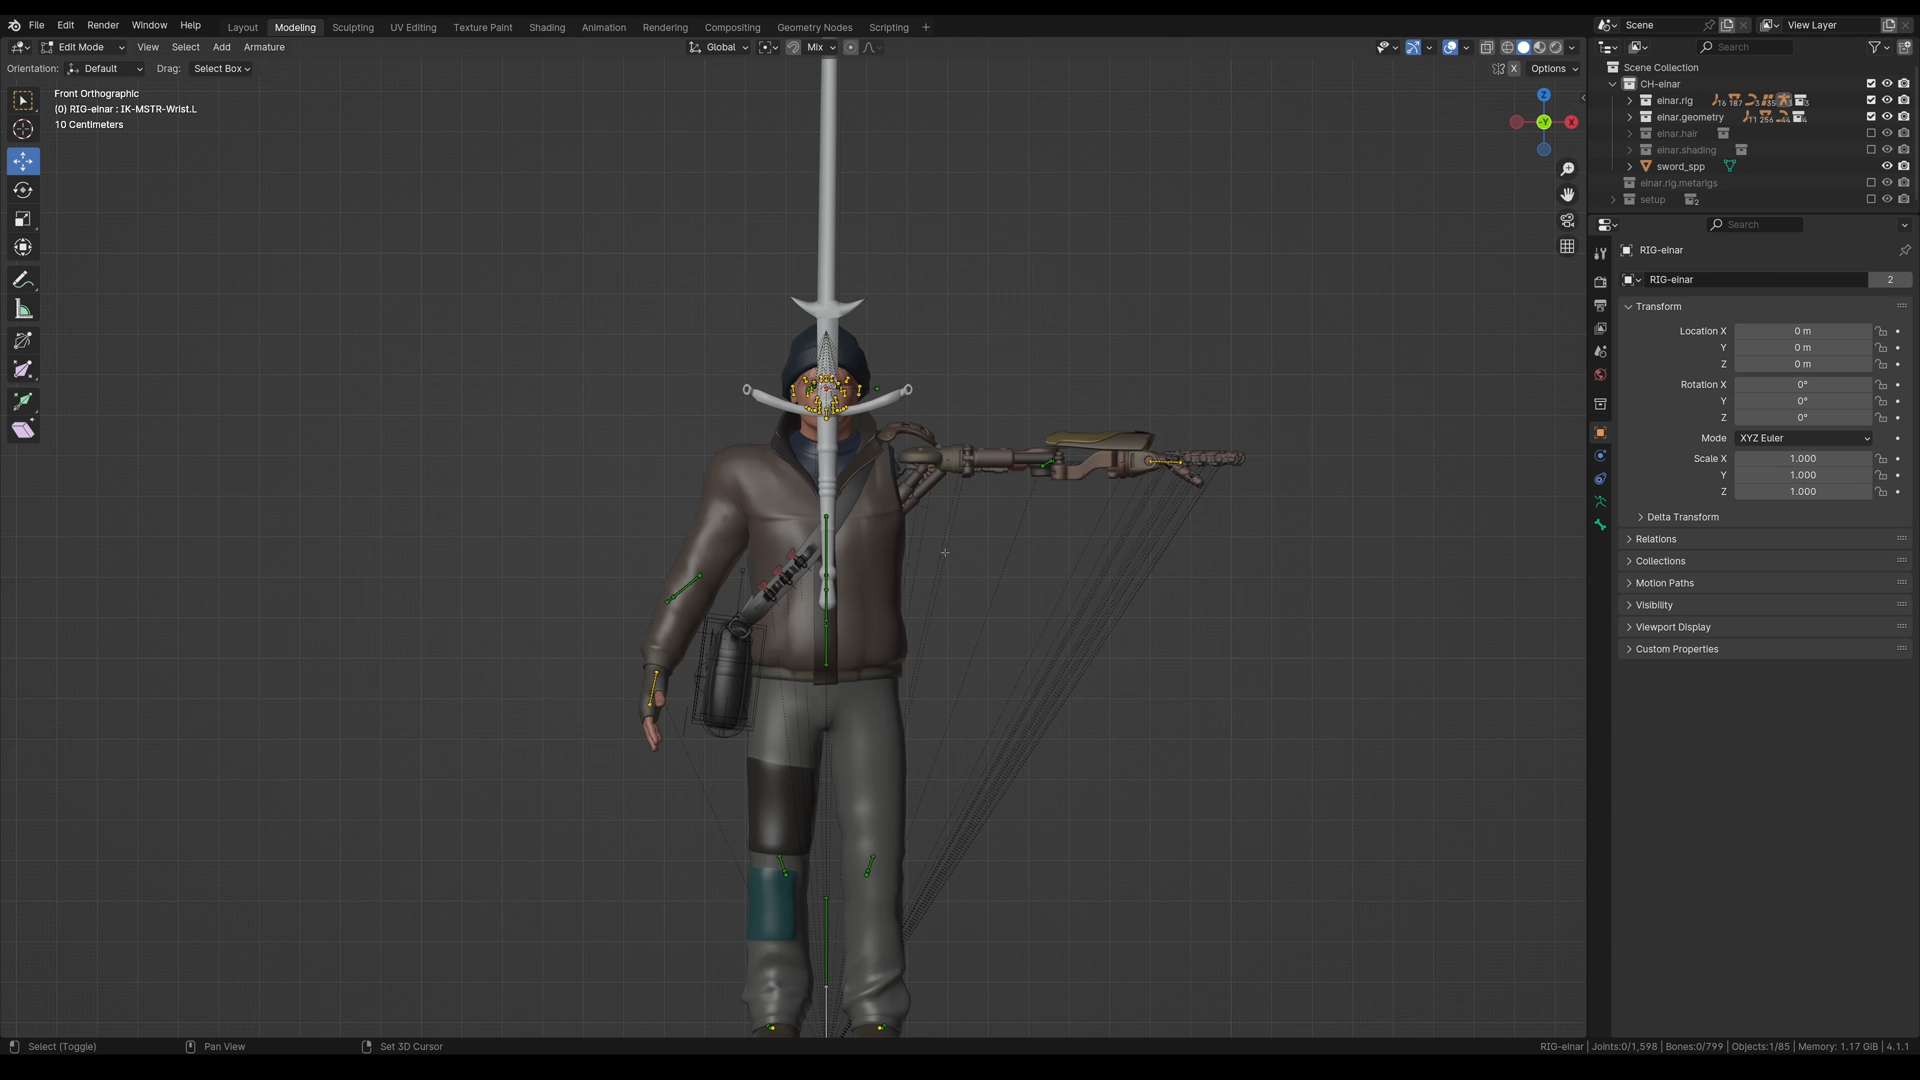 File Edit Render Window Help Layout Modeling Sculpting UV Editing Texture Paint Shading Animation Rendering Compositing Geometry Nodes Scripting + Scene View Layer
Edit Mode View Select Add Armature Global Mix Search
Orientation: Default Drag: Select Box X Options
Scene Collection
CH-einar
einar.rig
einar.geometry
einar.hair
einar.shading
sword_spp
einar.rig.metarigs
setup
Front Orthographic
(0) RIG-einar : IK-MSTR-Wrist.L
10 Centimeters
Z
-Y
X
Search
RIG-einar
RIG-einar 2
Transform
Location X 0 m
Y 0 m
Z 0 m
Rotation X 0°
Y 0°
Z 0°
Mode XYZ Euler
Scale X 1.000
Y 1.000
Z 1.000
Delta Transform
Relations
Collections
Motion Paths
Visibility
Viewport Display
Custom Properties
Select (Toggle) Pan View Set 3D Cursor RIG-einar | Joints:0/1,598 | Bones:0/799 | Objects:1/85 | Memory: 1.17 GiB | 4.1.1